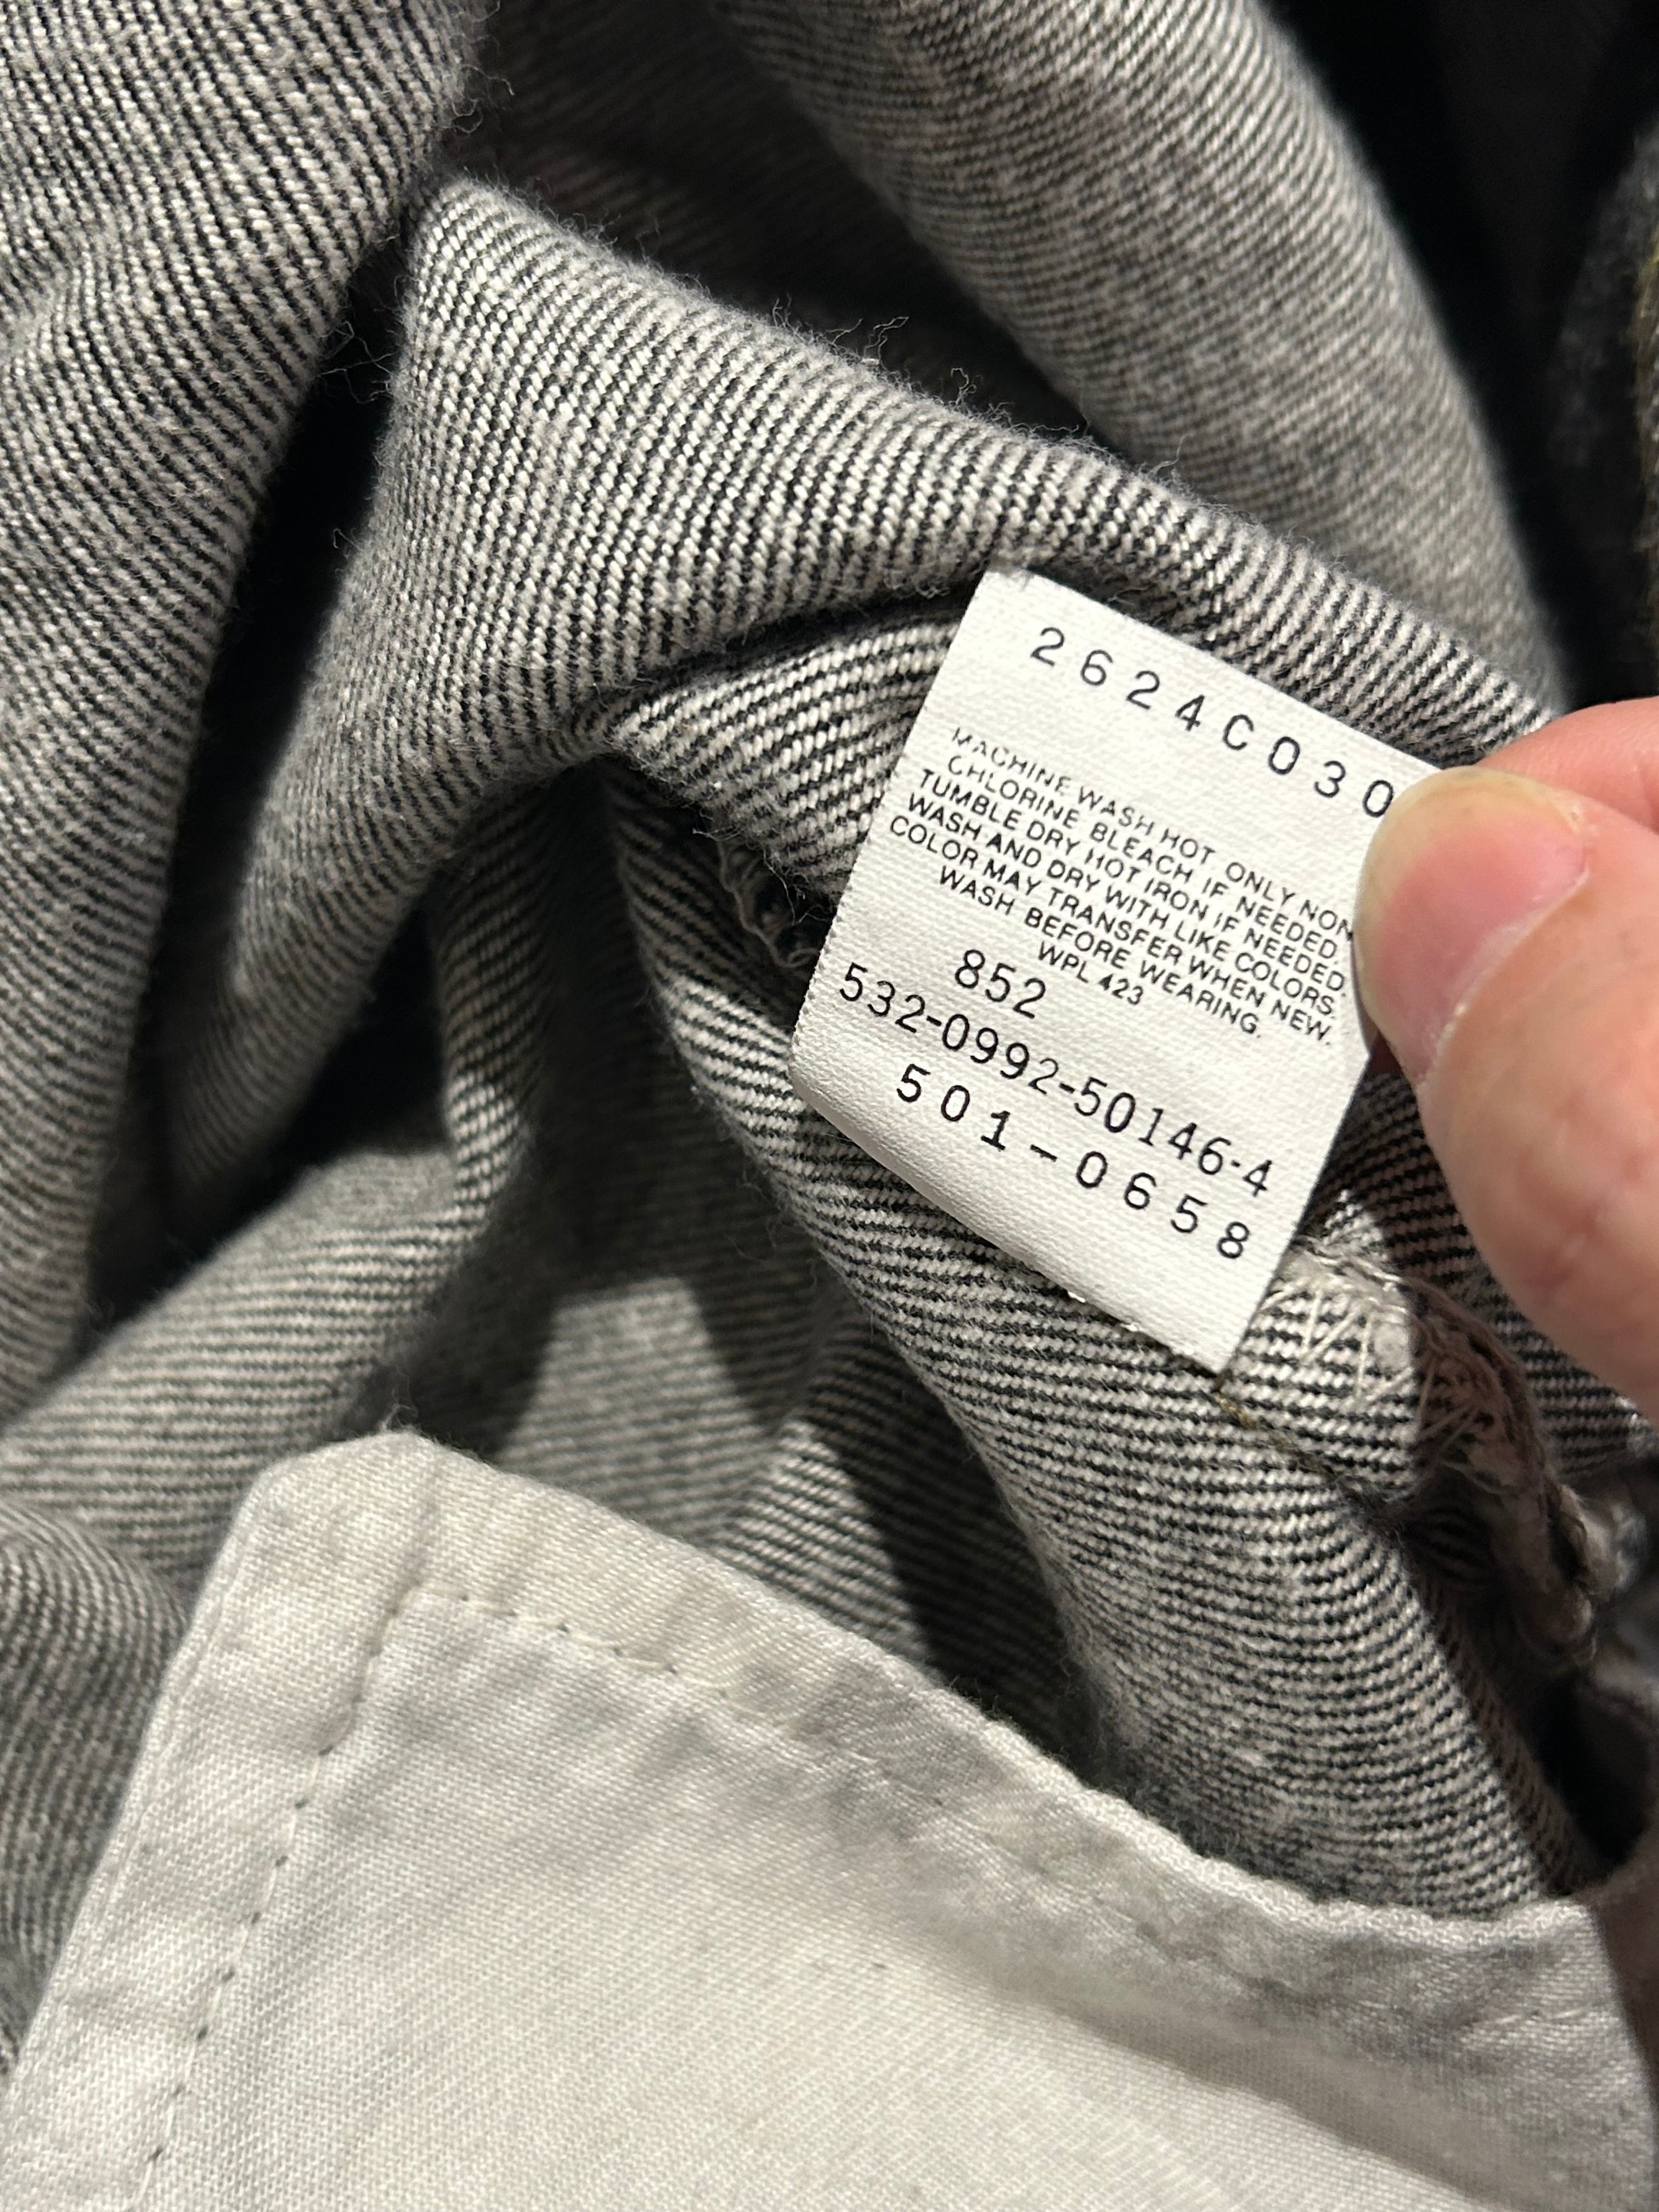 2624C030
MACHINE WASH HOT ONLY NON
CHLORINE BLEACH IF NEEDED.
TUMBLE DRY HOT IRON IF NEEDED.
WASH AND DRY WITH LIKE COLORS.
COLOR MAY TRANSFER WHEN NEW.
WASH BEFORE WEARING.
WPL 423
852
532-0992-50146-4
501-0658